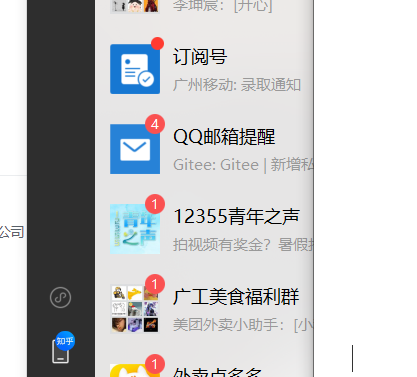 李坤宸：[开心]
订阅号
广州移动: 录取通知
4
QQ邮箱提醒
Gitee: Gitee | 新增私
1
12355青年之声
拍视频有奖金？暑假拍
公司
1
广工美食福利群
美团外卖小助手：[小
知乎
1
外卖点多多